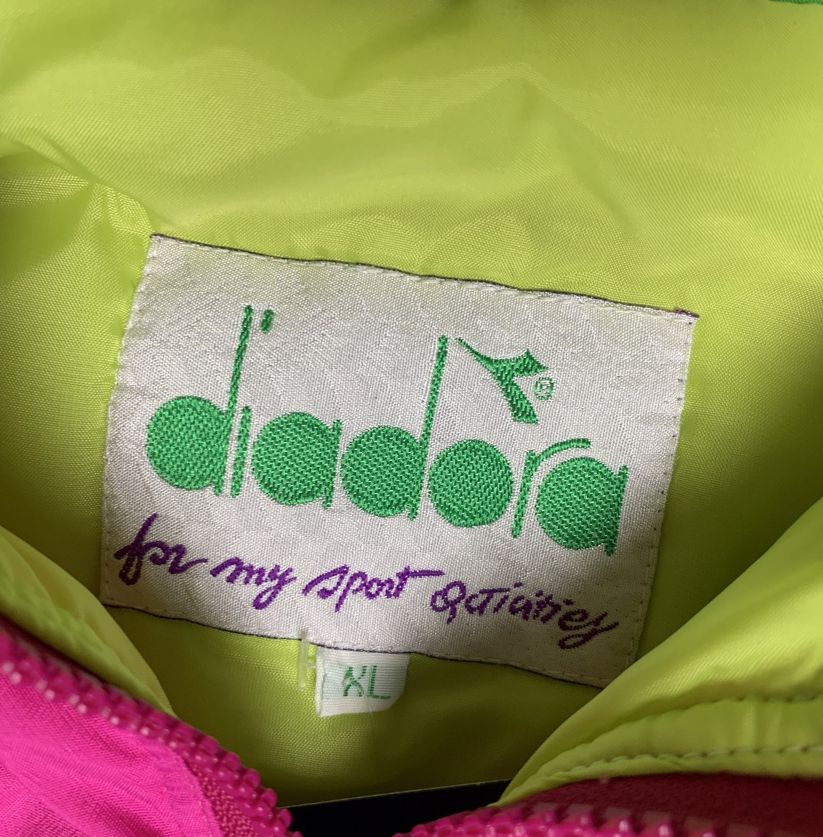 diadora®
for my sport activities
XL